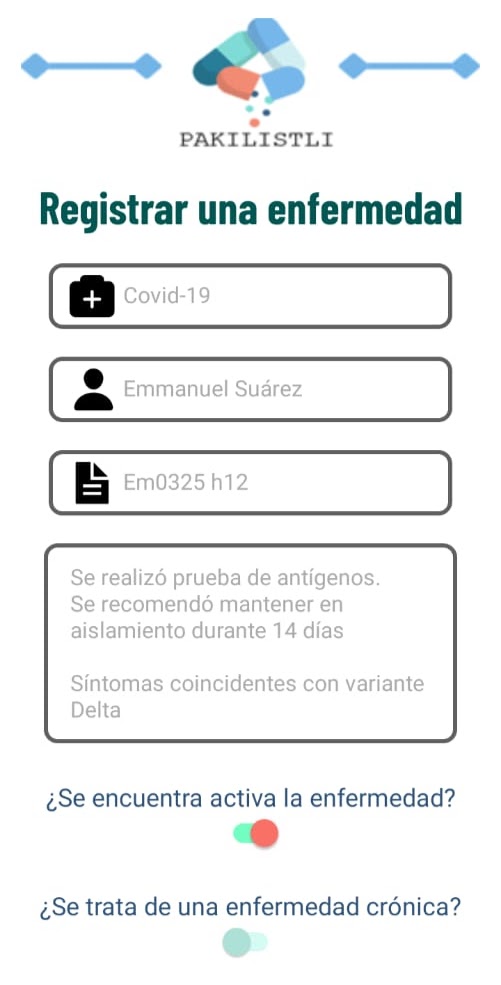 PAKILISTLI
Registrar una enfermedad
Covid-19
Emmanuel Suárez
Em0325 h12
Se realizó prueba de antígenos.
Se recomendó mantener en
aislamiento durante 14 días
Síntomas coincidentes con variante
Delta
¿Se encuentra activa la enfermedad?
¿Se trata de una enfermedad crónica?